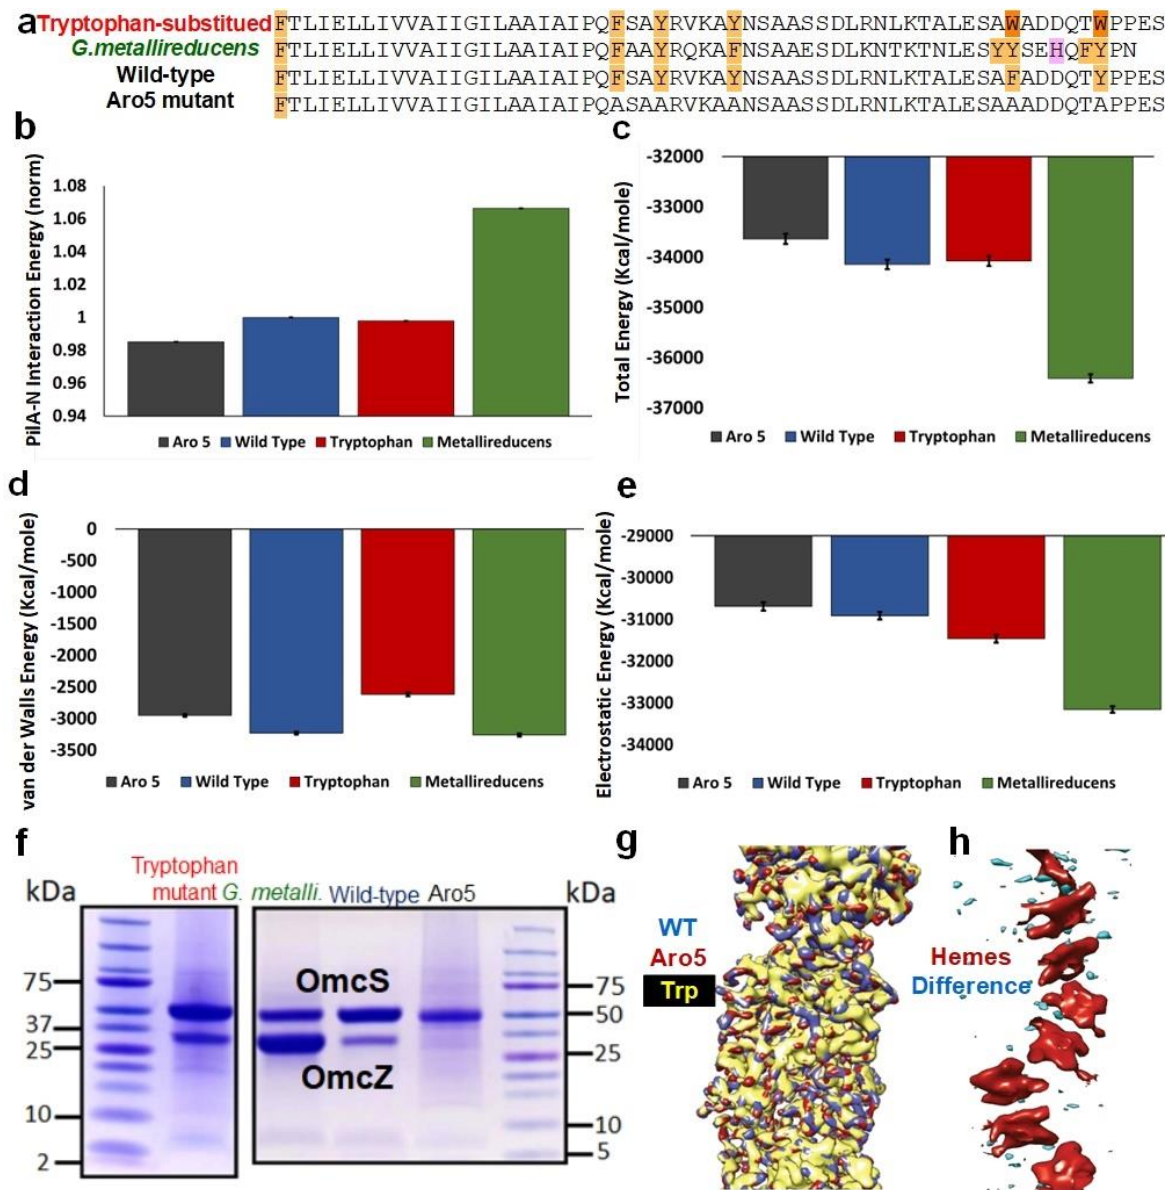 a
Tryptophan-substitued FTLIELLIVVAIIGILAAIAIPQFSAYRVKAYNSAASSDLRNLKTALESAWADDQTWPPES
G.metallireducens FTLIELLIVVAIIGILAAIAIPQFAAYRQKAFNSAAESDLKNTKTNLESYYSEHQFYPN
Wild-type FTLIELLIVVAIIGILAAIAIPQFSAYRVKAYNSAASSDLRNLKTALESAFADDQTYPPES
Aro5 mutant FTLIELLIVVAIIGILAAIAIPQASAARVKAANSAASSDLRNLKTALESAAADDQTAPPES
b
PilA-N Interaction Energy (norm)
1.08
1.06
1.04
1.02
1
0.98
0.96
0.94
Aro 5 Wild Type Tryptophan Metallireducens
c
Total Energy (Kcal/mole)
-32000
-33000
-34000
-35000
-36000
-37000
Aro 5 Wild Type Tryptophan Metallireducens
d
van der Walls Energy (Kcal/mole)
0
-500
-1000
-1500
-2000
-2500
-3000
-3500
Aro 5 Wild Type Tryptophan Metallireducens
e
Electrostatic Energy (Kcal/mole)
-29000
-30000
-31000
-32000
-33000
-34000
Aro 5 Wild Type Tryptophan Metallireducens
f
kDa
Tryptophan
mutant G. metalli. Wild-type Aro5
kDa
75
37
25
10
2
OmcS
OmcZ
75
50
25
10
5
g
WT
Aro5
Trp
h
Hemes
Difference